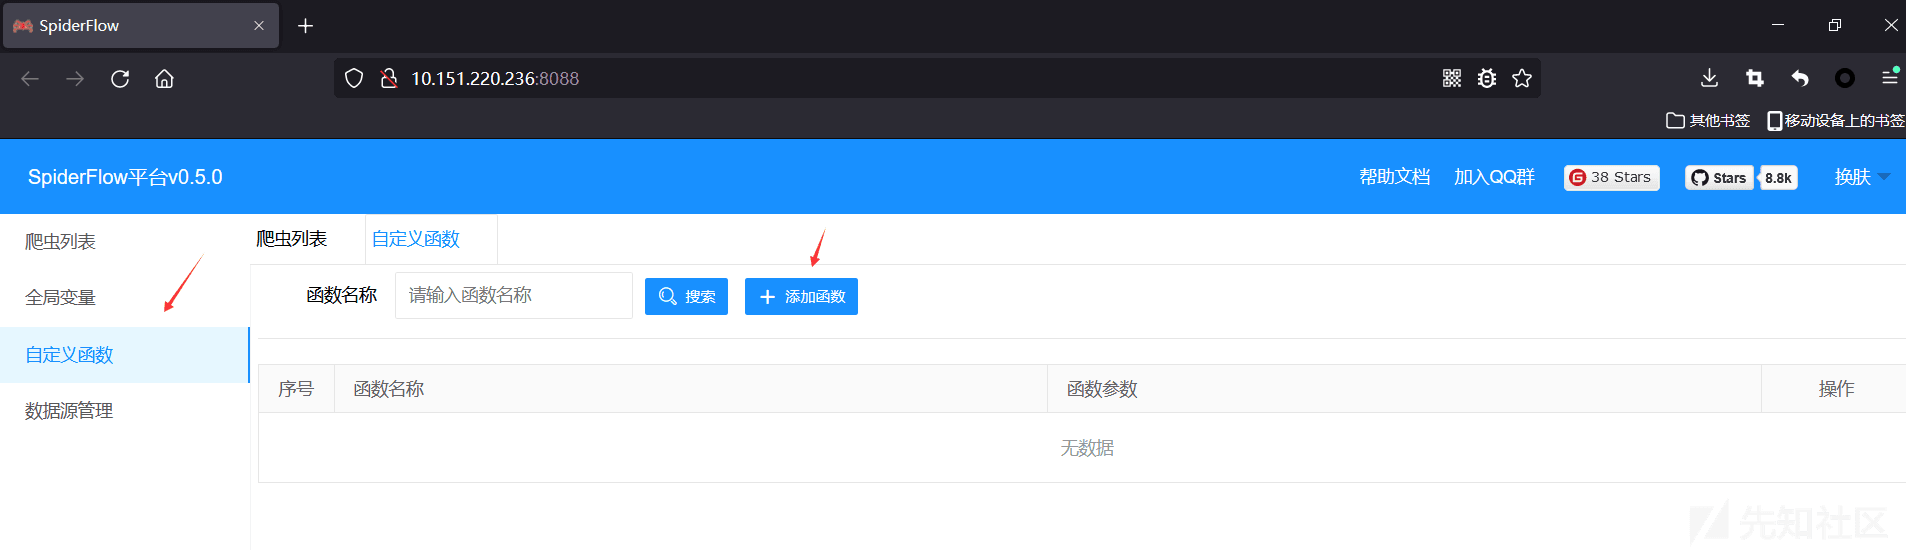 SpiderFlow
10.151.220.236:8088
其他书签 移动设备上的书签
SpiderFlow平台v0.5.0 帮助文档 加入QQ群 38 Stars Stars 8.8k 换肤
爬虫列表
全局变量
自定义函数
数据源管理
爬虫列表 自定义函数
函数名称 请输入函数名称 搜索 添加函数
序号 函数名称 函数参数 操作
无数据
先知社区